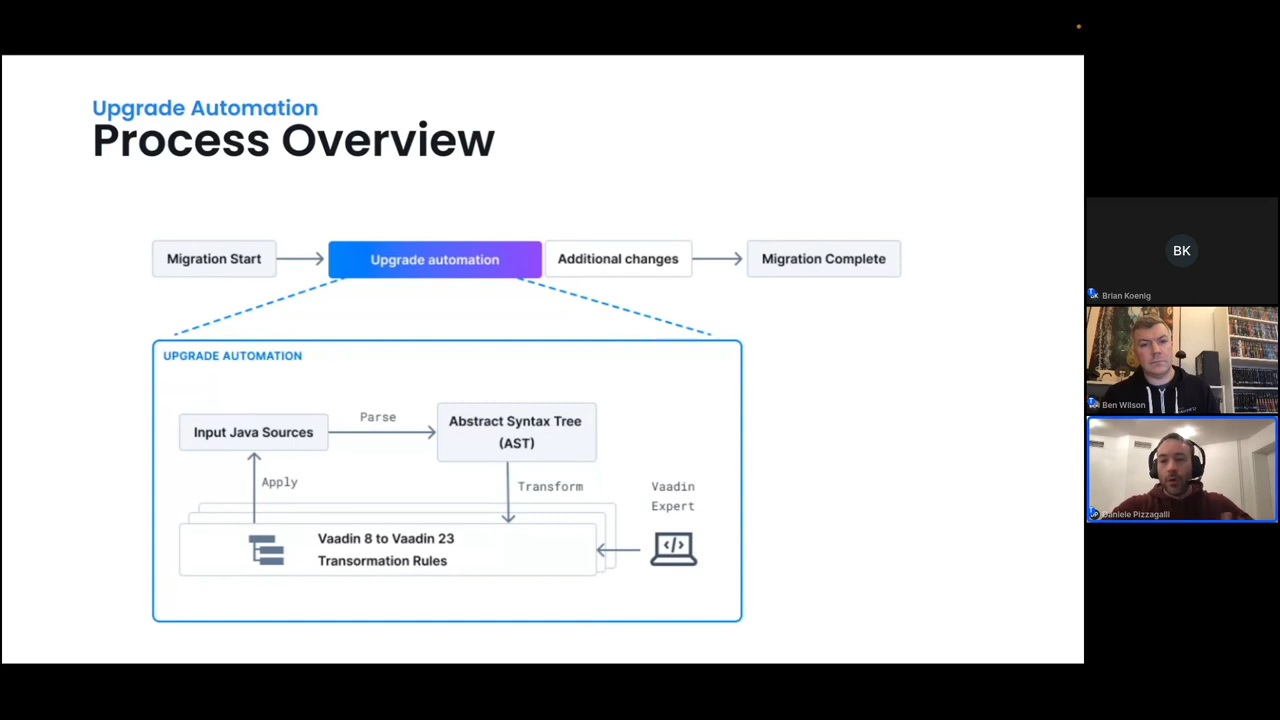 Upgrade Automation
Process Overview
Migration Start
Upgrade automation
Additional changes
Migration Complete
UPGRADE AUTOMATION
Input Java Sources
Parse
Abstract Syntax Tree
(AST)
Apply
Transform
Vaadin
Expert
Vaadin 8 to Vaadin 23
Transormation Rules
BK
Brian Koenig
Ben Wilson
Daniele Pizzagalli